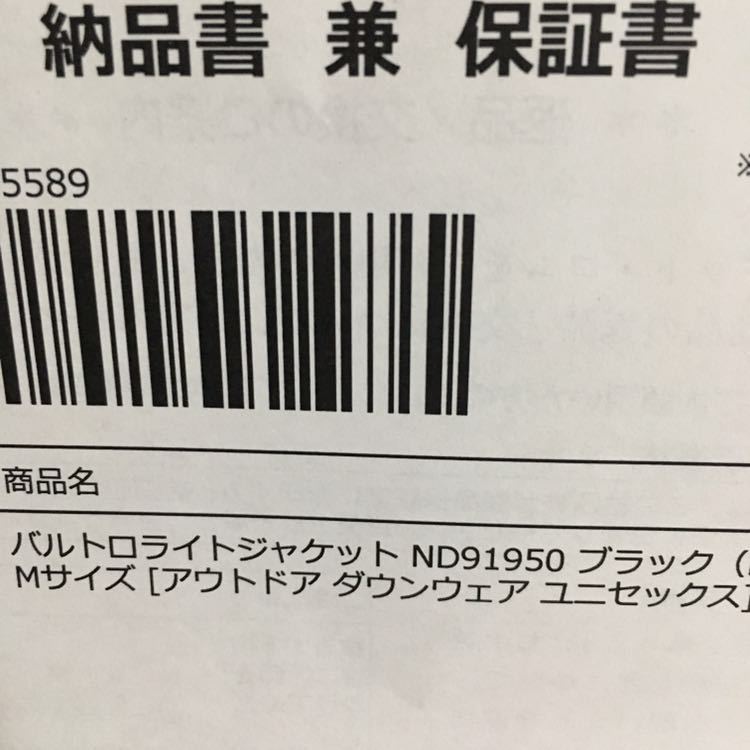 納品書 兼 保証書
※
5589
商品名
バルトロライトジャケット ND91950 ブラック（
Mサイズ [アウトドア ダウンウェア ユニセックス]